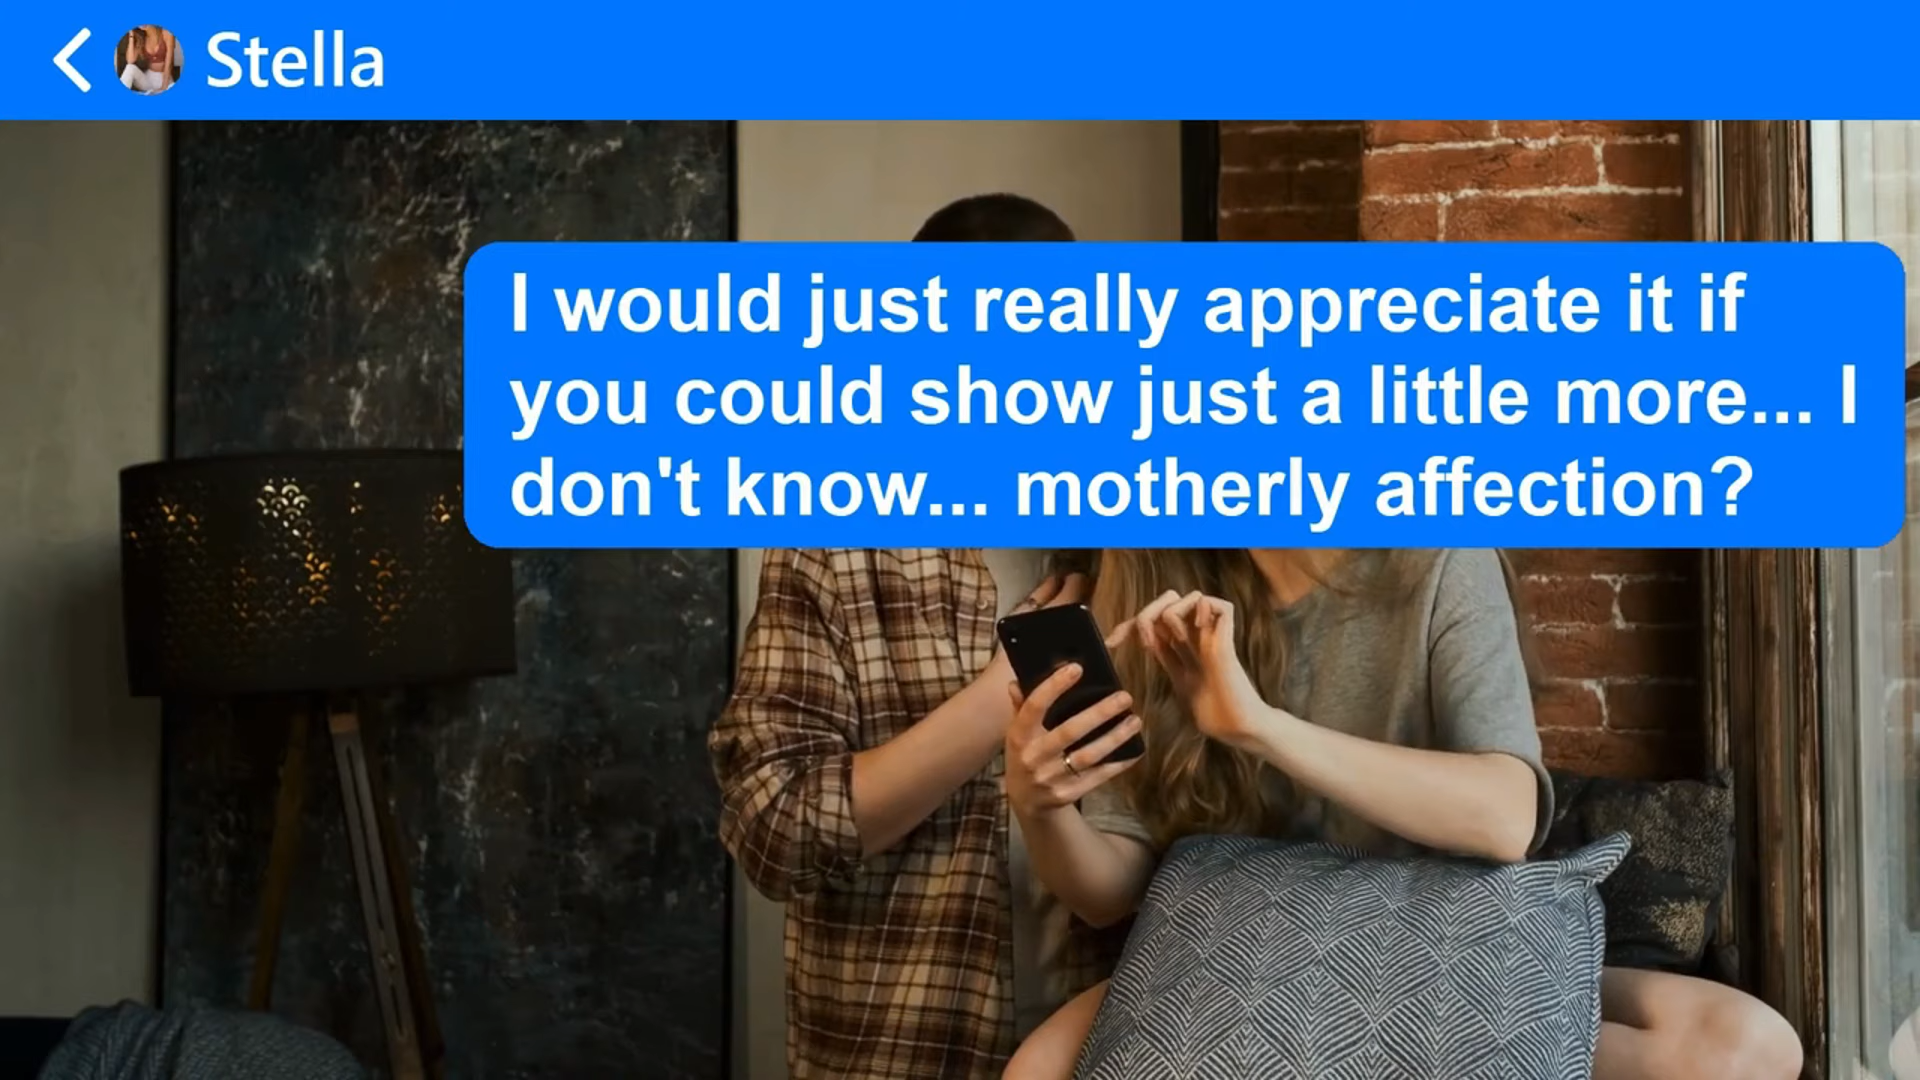 Stella
I would just really appreciate it if
you could show just a little more... I
don't know... motherly affection?